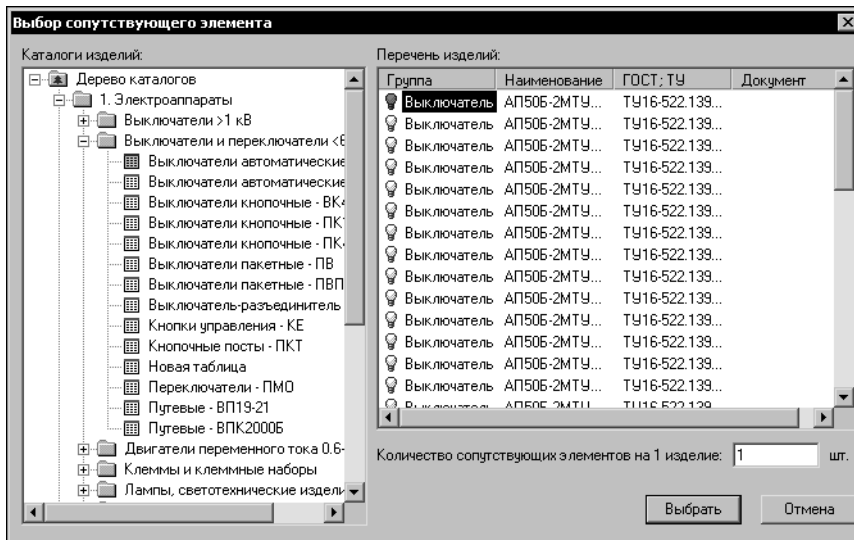 Выбор сопутствующего элемента
Каталоги изделий:
Дерево каталогов
1. Электроаппараты
Выключатели >1 кВ
Выключатели и переключатели <
Выключатели автоматические
Выключатели автоматические
Выключатели кнопочные - ВК
Выключатели кнопочные - ПК
Выключатели кнопочные - ПК
Выключатели пакетные - ПВ
Выключатели пакетные - ПВП
Выключатель-разъединитель
Кнопки управления - КЕ
Кнопочные посты - ПКТ
Новая таблица
Переключатели - ПМО
Путевые - ВП19-21
Путевые - ВПК2000Б
Двигатели переменного тока 0.6-
Клеммы и клеммные наборы
Лампы, светотехнические издели
Перечень изделий:
Группа Наименование ГОСТ; ТУ Документ
Выключатель АП50Б-2МТУ... ТУ16-522.139...
Выключатель АП50Б-2МТУ... ТУ16-522.139...
Выключатель АП50Б-2МТУ... ТУ16-522.139...
Выключатель АП50Б-2МТУ... ТУ16-522.139...
Выключатель АП50Б-2МТУ... ТУ16-522.139...
Выключатель АП50Б-2МТУ... ТУ16-522.139...
Выключатель АП50Б-2МТУ... ТУ16-522.139...
Выключатель АП50Б-2МТУ... ТУ16-522.139...
Выключатель АП50Б-2МТУ... ТУ16-522.139...
Выключатель АП50Б-2МТУ... ТУ16-522.139...
Выключатель АП50Б-2МТУ... ТУ16-522.139...
Выключатель АП50Б-2МТУ... ТУ16-522.139...
Выключатель АП50Б-2МТУ... ТУ16-522.139...
Выключатель АП50Б-2МТУ... ТУ16-522.139...
Выключатель АП50Б-2МТУ... ТУ16-522.139
Количество сопутствующих элементов на 1 изделие: 1 шт.
Выбрать Отмена